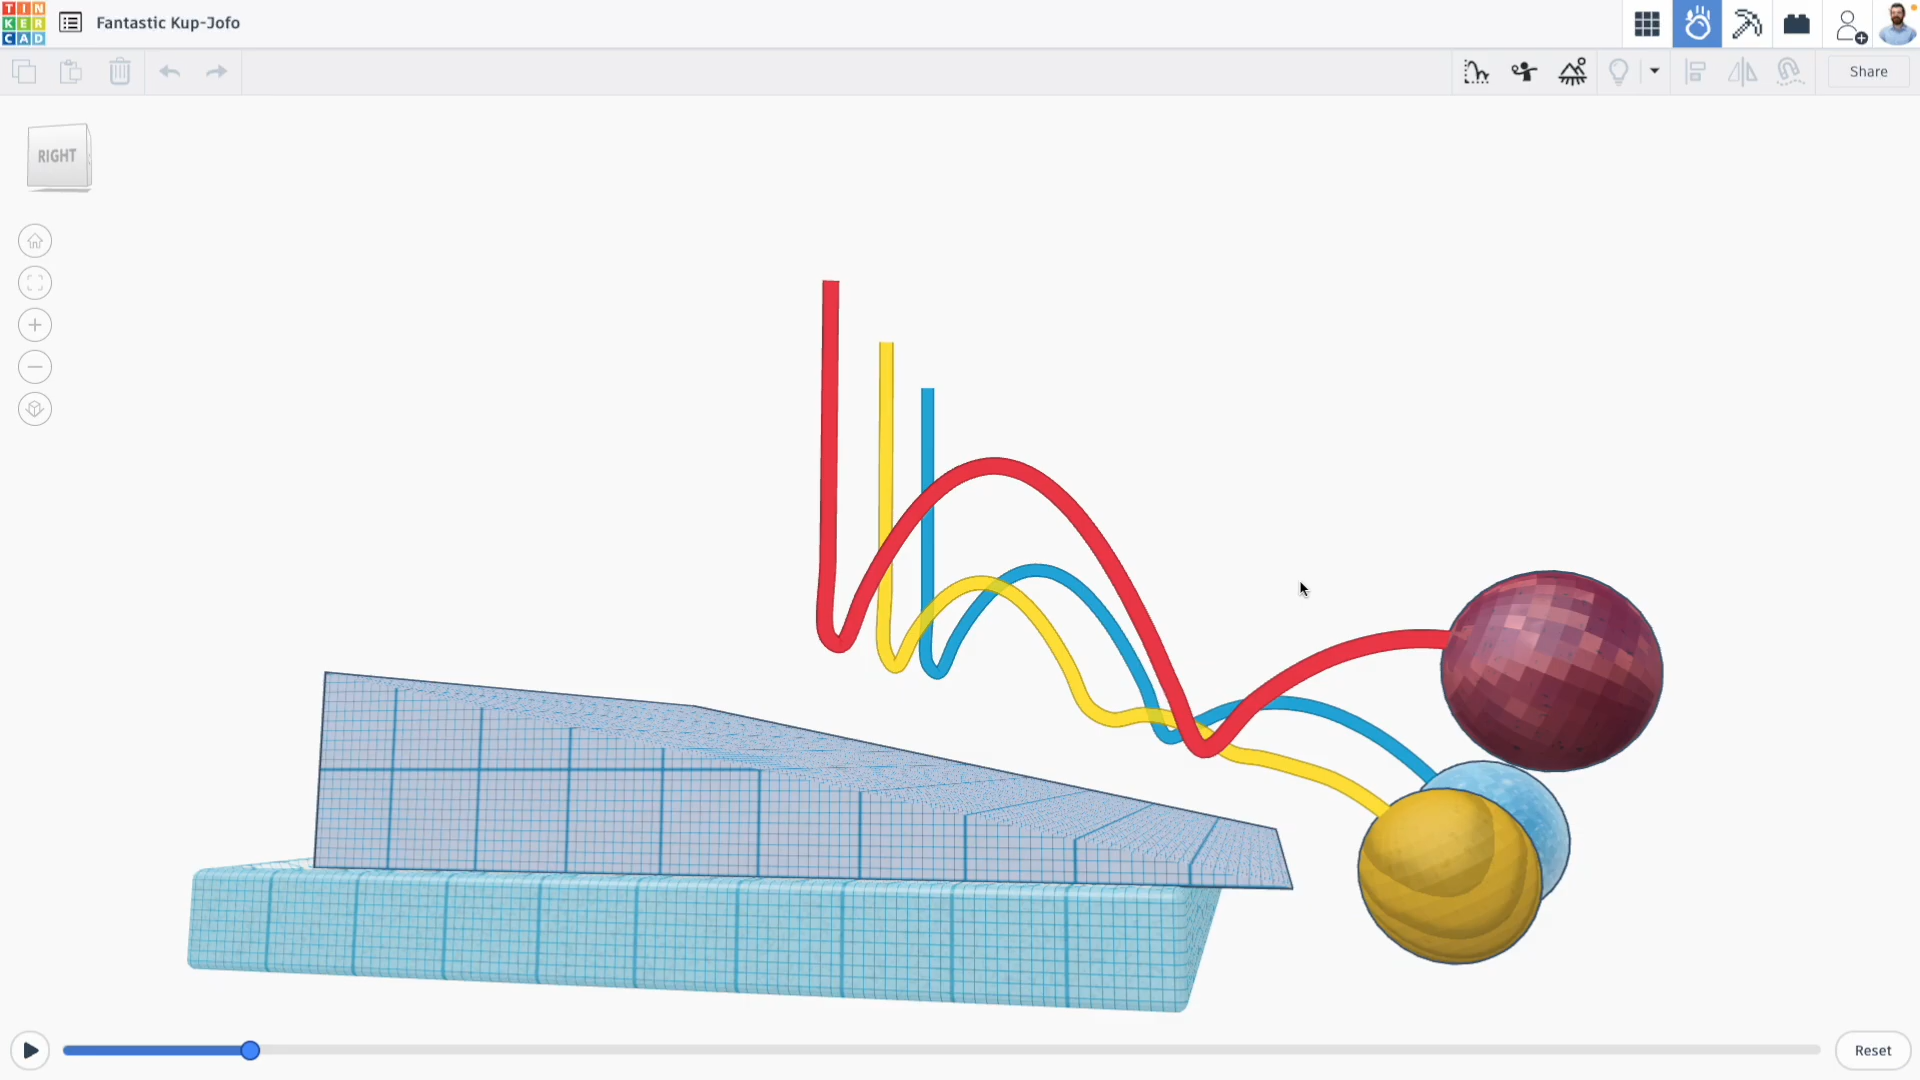 TIN
KER
CAD
Fantastic Kup-Jofo
Share
RIGHT
Reset